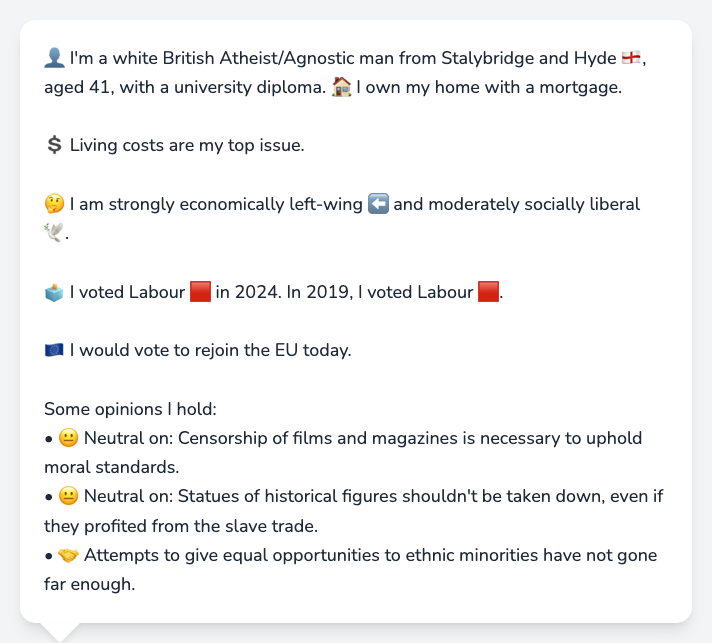 👤 I'm a white British Atheist/Agnostic man from Stalybridge and Hyde 🏴󠁧󠁢󠁥󠁮󠁧󠁿,
aged 41, with a university diploma. 🏠 I own my home with a mortgage.
💲 Living costs are my top issue.
🤔 I am strongly economically left-wing ⬅️ and moderately socially liberal
🕊️.
🗳️ I voted Labour 🟥 in 2024. In 2019, I voted Labour 🟥.
🇪🇺 I would vote to rejoin the EU today.
Some opinions I hold:
• 😐 Neutral on: Censorship of films and magazines is necessary to uphold
moral standards.
• 😐 Neutral on: Statues of historical figures shouldn't be taken down, even if
they profited from the slave trade.
• 🤝 Attempts to give equal opportunities to ethnic minorities have not gone
far enough.